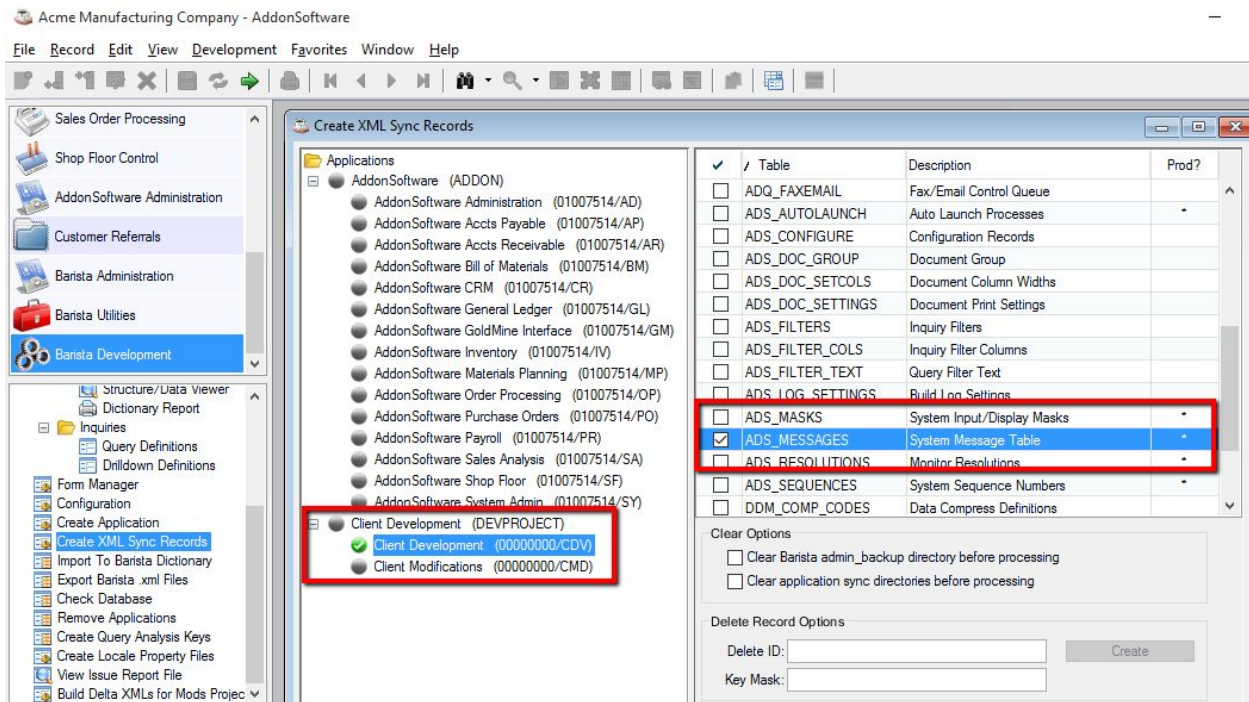 Acme Manufacturing Company - AddonSoftware
File Record Edit View Development Favorites Window Help
Sales Order Processing
Shop Floor Control
AddonSoftware Administration
Customer Referrals
Barista Administration
Barista Utilities
Barista Development
Structure/Data Viewer
Dictionary Report
Inquiries
Query Definitions
Drilldown Definitions
Form Manager
Configuration
Create Application
Create XML Sync Records
Import To Barista Dictionary
Export Barista .xml Files
Check Database
Remove Applications
Create Query Analysis Keys
Create Locale Property Files
View Issue Report File
Build Delta XMLs for Mods Projec
Create XML Sync Records
Applications
AddonSoftware (ADDON)
AddonSoftware Administration (01007514/AD)
AddonSoftware Accts Payable (01007514/AP)
AddonSoftware Accts Receivable (01007514/AR)
AddonSoftware Bill of Materials (01007514/BM)
AddonSoftware CRM (01007514/CR)
AddonSoftware General Ledger (01007514/GL)
AddonSoftware GoldMine Interface (01007514/GM)
AddonSoftware Inventory (01007514/IV)
AddonSoftware Materials Planning (01007514/MP)
AddonSoftware Order Processing (01007514/OP)
AddonSoftware Purchase Orders (01007514/PO)
AddonSoftware Payroll (01007514/PR)
AddonSoftware Sales Analysis (01007514/SA)
AddonSoftware Shop Floor (01007514/SF)
AddonSoftware System Admin (01007514/SY)
Client Development (DEVPROJECT)
Client Development (00000000/CDV)
Client Modifications (00000000/CMD)
/ Table Description Prod?
ADQ_FAXEMAIL Fax/Email Control Queue
ADS_AUTOLAUNCH Auto Launch Processes *
ADS_CONFIGURE Configuration Records
ADS_DOC_GROUP Document Group
ADS_DOC_SETCOLS Document Column Widths
ADS_DOC_SETTINGS Document Print Settings
ADS_FILTERS Inquiry Filters
ADS_FILTER_COLS Inquiry Filter Columns
ADS_FILTER_TEXT Query Filter Text
ADS_LOG_SETTINGS Build Log Settings
ADS_MASKS System Input/Display Masks *
ADS_MESSAGES System Message Table *
ADS_RESOLUTIONS Monitor Resolutions *
ADS_SEQUENCES System Sequence Numbers *
DDM_COMP_CODES Data Compress Definitions
Clear Options
Clear Barista admin_backup directory before processing
Clear application sync directories before processing
Delete Record Options
Delete ID:
Create
Key Mask: